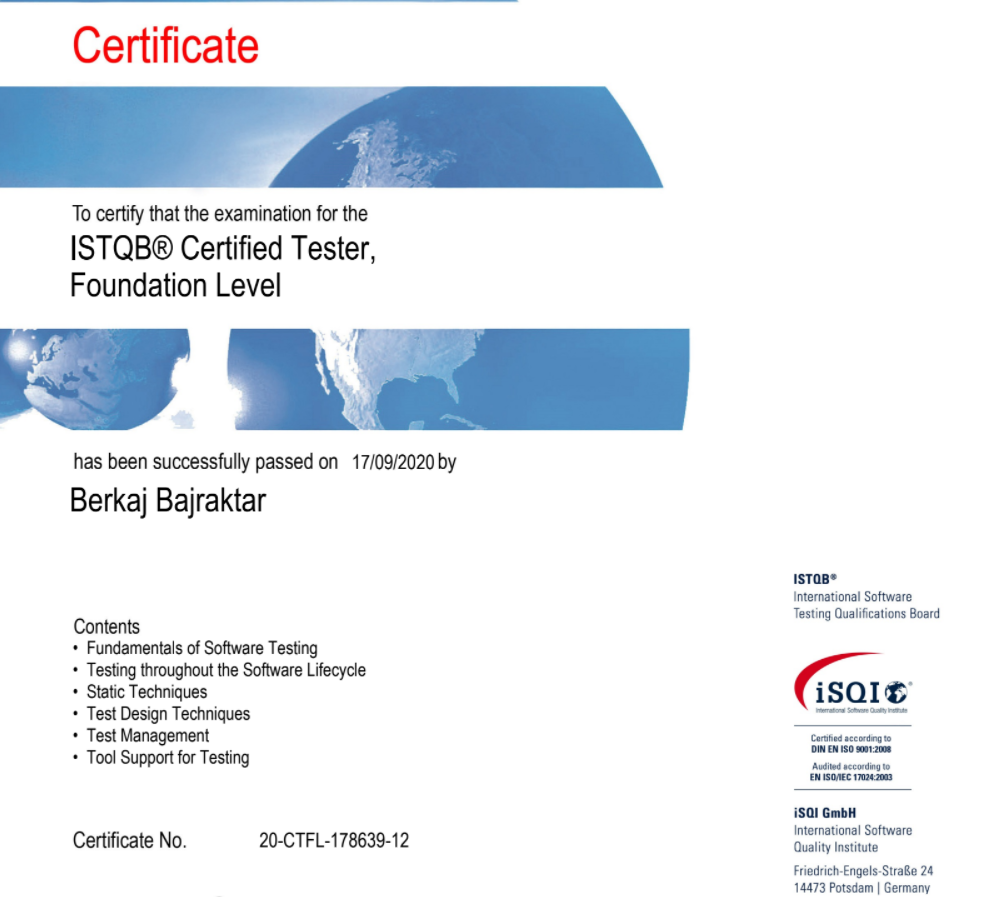 Certificate
To certify that the examination for the
ISTQB® Certified Tester,
Foundation Level
has been successfully passed on 17/09/2020 by
Berkaj Bajraktar
Contents
• Fundamentals of Software Testing
• Testing throughout the Software Lifecycle
• Static Techniques
• Test Design Techniques
• Test Management
• Tool Support for Testing
Certificate No. 20-CTFL-178639-12
ISTQB®
International Software
Testing Qualifications Board
iSQI®
International Software Quality Institute
Certified according to
DIN EN ISO 9001:2008
Audited according to
EN ISO/IEC 17024:2003
iSQI GmbH
International Software
Quality Institute
Friedrich-Engels-Straße 24
14473 Potsdam | Germany